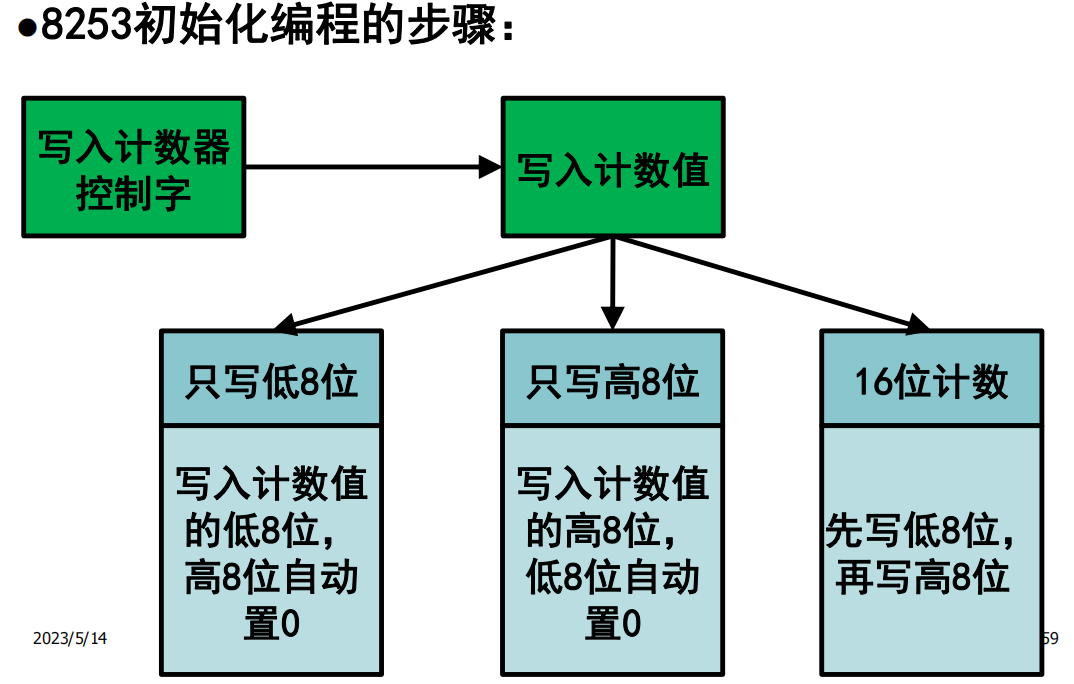 ●8253初始化编程的步骤：
写入计数器
控制字
写入计数值
只写低8位
写入计数值
的低8位，
高8位自动
置0
只写高8位
写入计数值
的高8位，
低8位自动
置0
16位计数
先写低8位，
再写高8位
2023/5/14
59